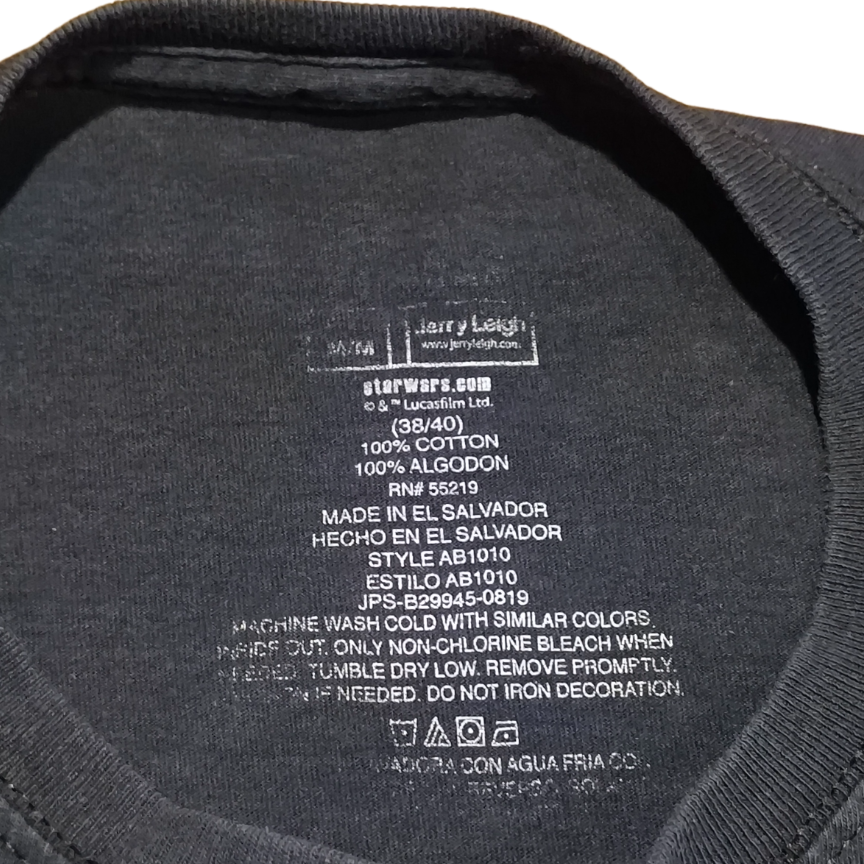 M/M
Jerry Leigh
www.jerryleigh.com
starwars.com
© & ™ Lucasfilm Ltd.
(38/40)
100% COTTON
100% ALGODON
RN# 55219
MADE IN EL SALVADOR
HECHO EN EL SALVADOR
STYLE AB1010
ESTILO AB1010
JPS-B29945-0819
MACHINE WASH COLD WITH SIMILAR COLORS,
INSIDE OUT. ONLY NON-CHLORINE BLEACH WHEN
NEEDED. TUMBLE DRY LOW. REMOVE PROMPTLY.
IF NEEDED. DO NOT IRON DECORATION.
CON AGUA FRIA